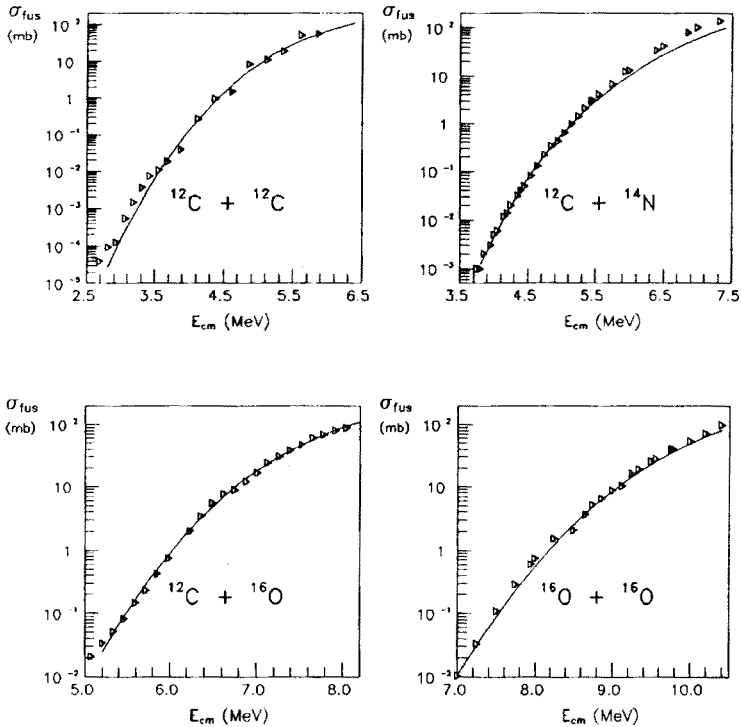 σfus
(mb)
10²
10
1
10⁻¹
10⁻²
10⁻³
10⁻⁴
10⁻⁵
¹²C + ¹²C
2.5 3.5 4.5 5.5 6.5
Ecm (MeV)
σfus
(mb)
10²
10
1
10⁻¹
10⁻²
10⁻³
¹²C + ¹⁴N
3.5 4.5 5.5 6.5 7.5
Ecm (MeV)
σfus
(mb)
10²
10
1
10⁻¹
10⁻²
¹²C + ¹⁶O
5.0 6.0 7.0 8.0
Ecm (MeV)
σfus
(mb)
10²
10
1
10⁻¹
10⁻²
¹⁶O + ¹⁶O
7.0 8.0 9.0 10.0
Ecm (MeV)